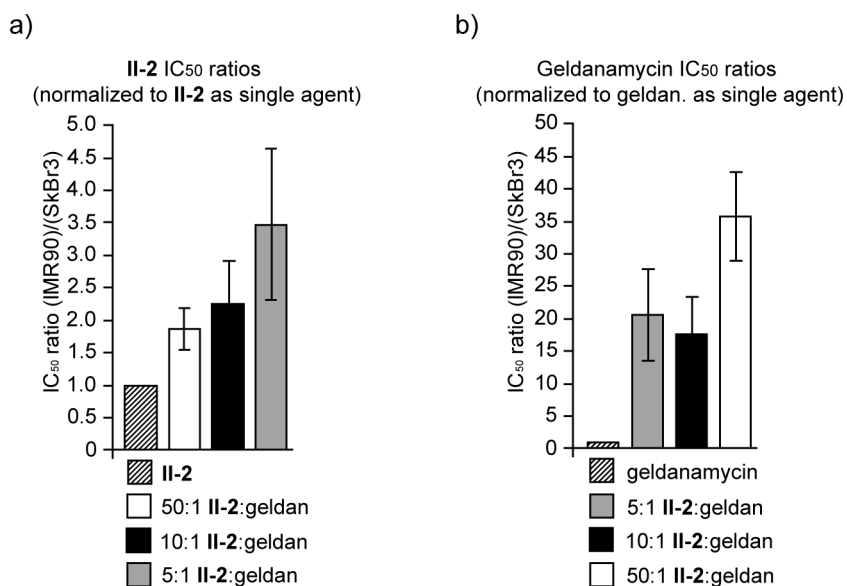 a)
II-2 IC50 ratios
(normalized to II-2 as single agent)
IC50 ratio (IMR90)/(SkBr3)
5.0
4.5
4.0
3.5
3.0
2.5
2.0
1.5
1.0
0.5
0
II-2
50:1 II-2:geldan
10:1 II-2:geldan
5:1 II-2:geldan
b)
Geldanamycin IC50 ratios
(normalized to geldan. as single agent)
IC50 ratio (IMR90)/(SkBr3)
50
45
40
35
30
25
20
15
10
5
0
geldanamycin
5:1 II-2:geldan
10:1 II-2:geldan
50:1 II-2:geldan